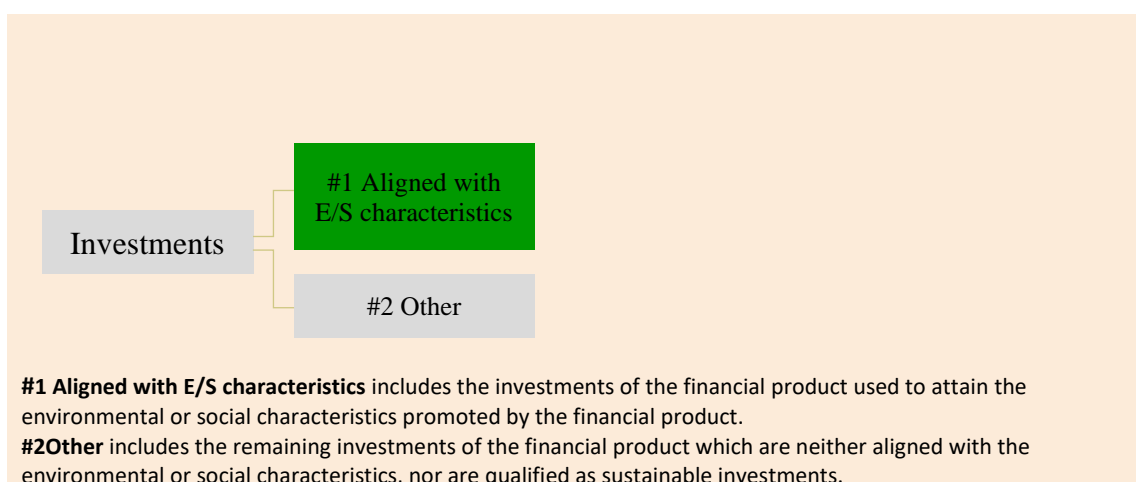 #1 Aligned with
E/S characteristics
Investments
#2 Other
#1 Aligned with E/S characteristics includes the investments of the financial product used to attain the
environmental or social characteristics promoted by the financial product.
#2Other includes the remaining investments of the financial product which are neither aligned with the
environmental or social characteristics, nor are qualified as sustainable investments.